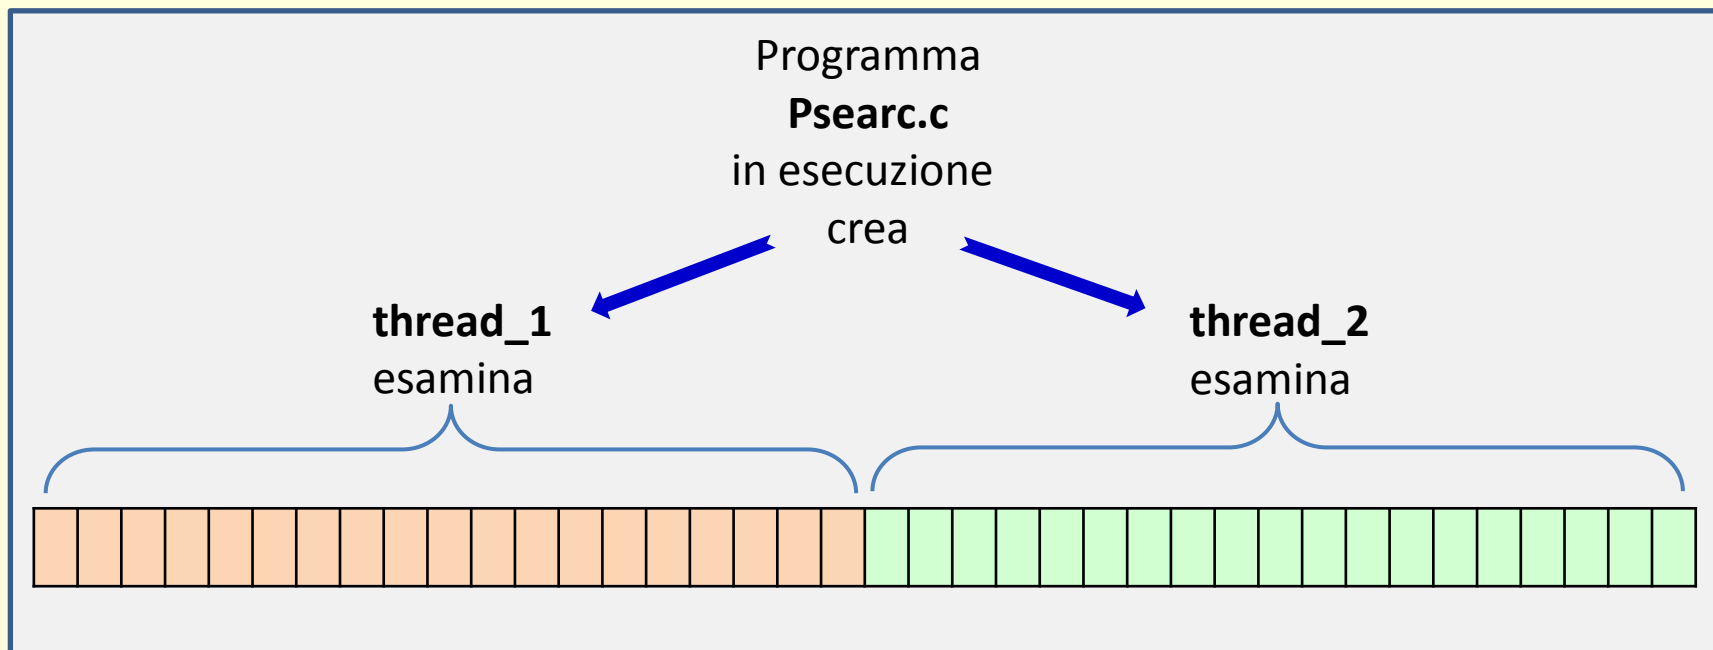 Programma
Psearc.c
in esecuzione
crea
thread_1
esamina
thread_2
esamina